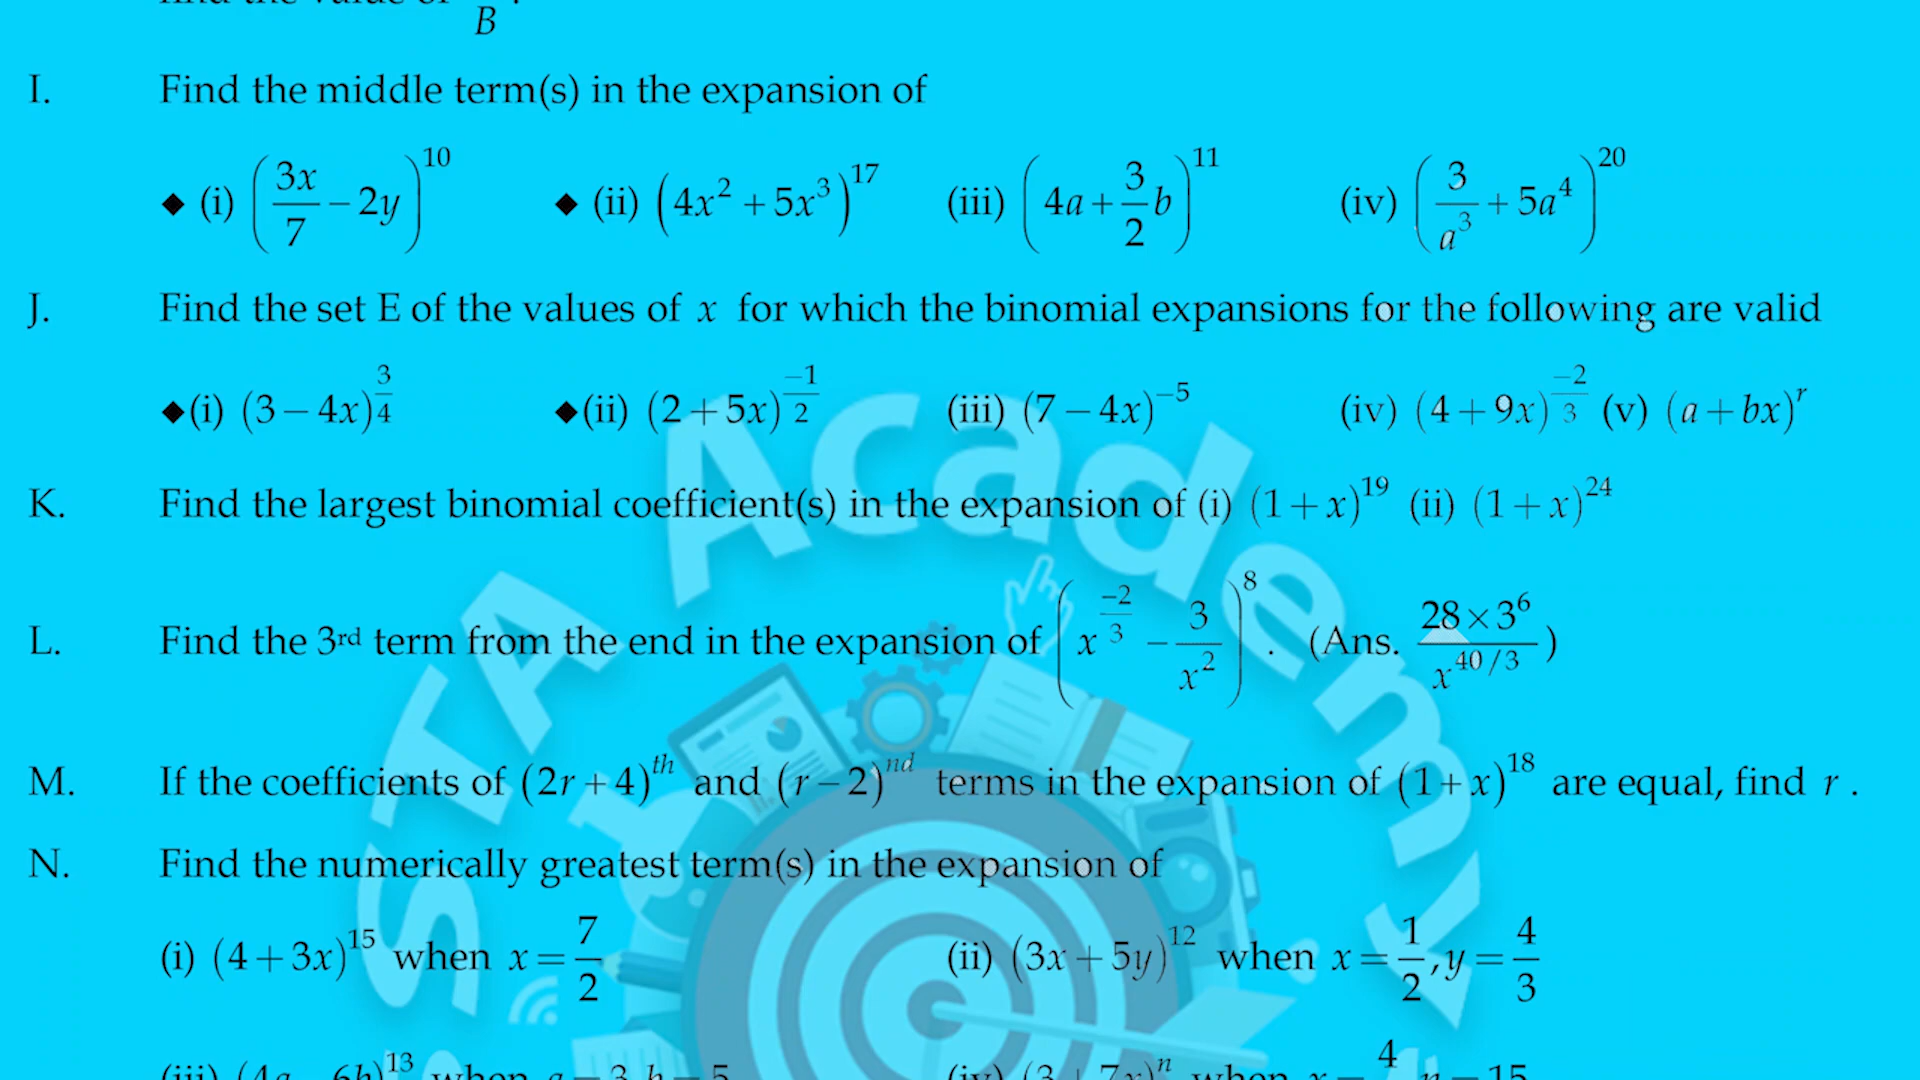 B
I. Find the middle term(s) in the expansion of
◆ (i) (3x/7 − 2y)^10 ◆ (ii) (4x^2 + 5x^3)^17 (iii) (4a + 3/2 b)^11 (iv) (3/a^3 + 5a^4)^20
J. Find the set E of the values of x for which the binomial expansions for the following are valid
◆(i) (3 − 4x)^(3/4) ◆(ii) (2 + 5x)^(−1/2) (iii) (7 − 4x)^−5 (iv) (4 + 9x)^(−2/3) (v) (a + bx)^r
K. Find the largest binomial coefficient(s) in the expansion of (i) (1 + x)^19 (ii) (1 + x)^24
L. Find the 3rd term from the end in the expansion of (x^(−2/3) − 3/x^2)^8. (Ans. 28×3^6/x^40/3)
M. If the coefficients of (2r + 4)^th and (r − 2)^nd terms in the expansion of (1 + x)^18 are equal, find r.
N. Find the numerically greatest term(s) in the expansion of
(i) (4 + 3x)^15 when x = 7/2 (ii) (3x + 5y)^12 when x = 1/2, y = 4/3
STA Academy